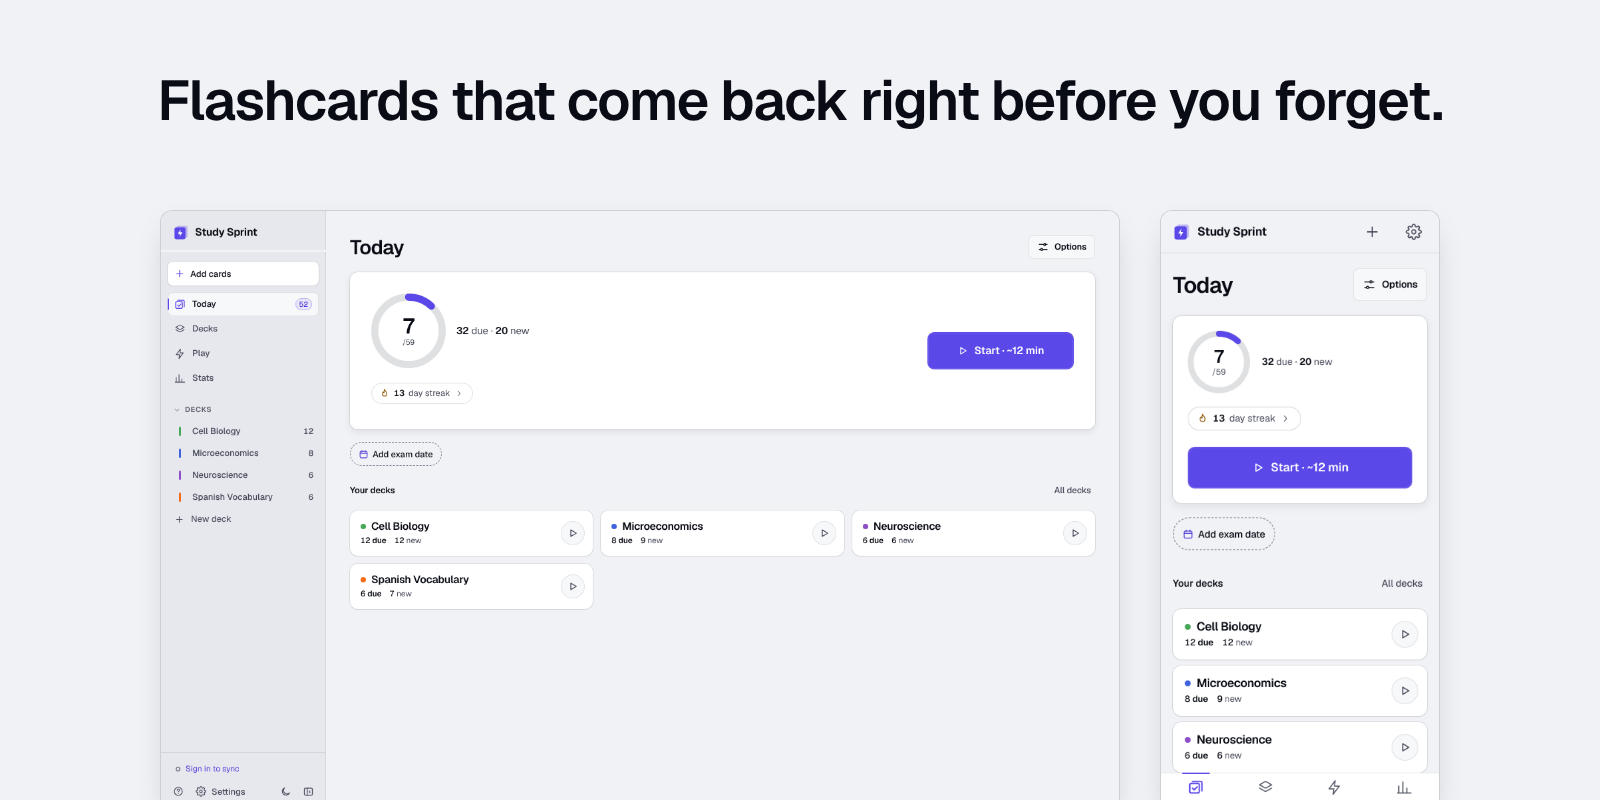 Flashcards that come back right before you forget.
Study Sprint
Add cards
Today 52
Decks
Play
Stats
DECKS
Cell Biology 12
Microeconomics 8
Neuroscience 6
Spanish Vocabulary 6
New deck
Sign in to sync
Settings
Today
Options
7
/59
32 due · 20 new
13 day streak
Start · ~12 min
Add exam date
Your decks
All decks
Cell Biology
12 due 12 new
Microeconomics
8 due 9 new
Neuroscience
6 due 6 new
Spanish Vocabulary
6 due 7 new
Study Sprint
Today
Options
7
/59
32 due · 20 new
13 day streak
Start · ~12 min
Add exam date
Your decks
All decks
Cell Biology
12 due 12 new
Microeconomics
8 due 9 new
Neuroscience
6 due 6 new